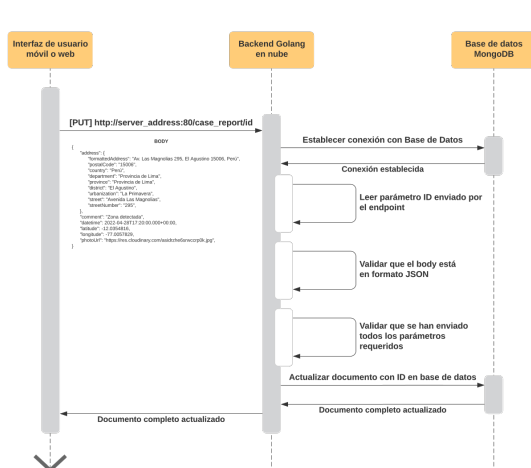 Interfaz de usuario
móvil o web
Backend Golang
en nube
Base de datos
MongoDB
[PUT] http://server_address:80/case_report/id
BODY
{
"address": {
"formattedAddress": "Av. Las Magnolias 295, El Agustino 15006, Perú",
"postalCode": "15006",
"country": "Perú",
"department": "Provincia de Lima",
"province": "Provincia de Lima",
"district": "El Agustino",
"urbanization": "La Primavera",
"street": "Avenida Las Magnolias",
"streetNumber": "295",
},
"comment": "Zona detectada",
"datetime": 2022-04-28T17:20:00.000+00:00,
"latitude": -12.0354816,
"longitude": -77.0057829,
Establecer conexión con Base de Datos
Conexión establecida
Leer parámetro ID enviado por
el endpoint
Validar que el body está
en formato JSON
Validar que se han enviado
todos los parámetros
requeridos
Actualizar documento con ID en base de datos
Documento completo actualizado
Documento completo actualizado